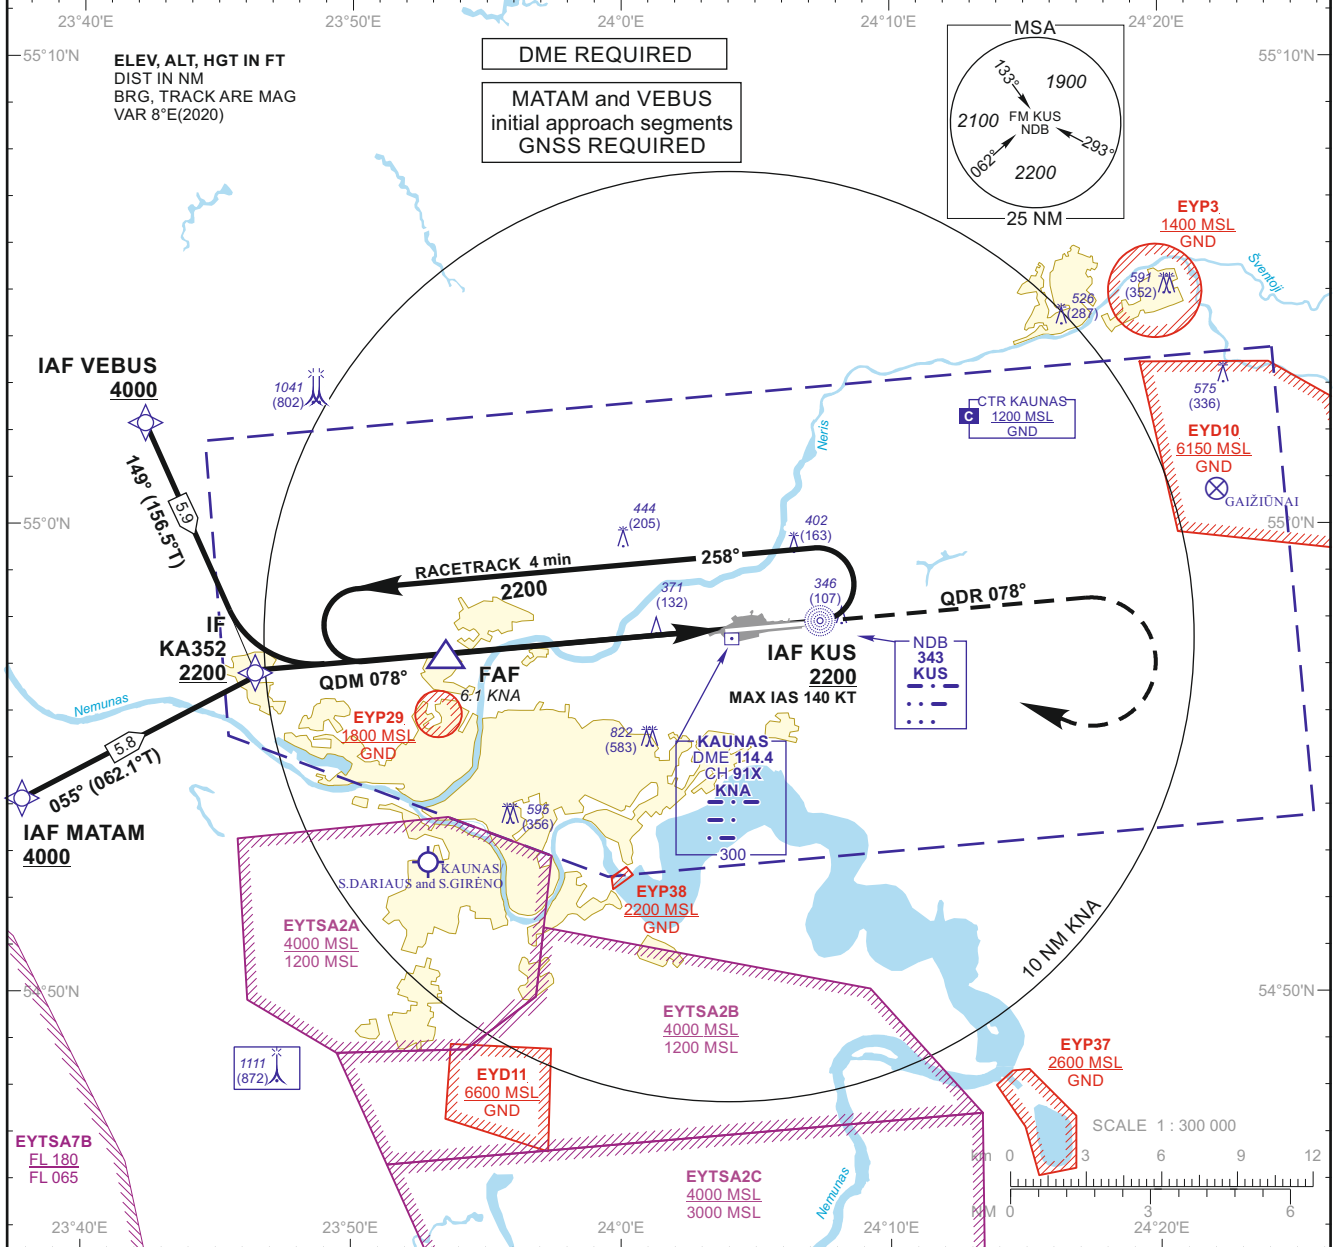 23°40'E
23°50'E
24°0'E
24°10'E
24°20'E
55°10'N
55°10'N
ELEV, ALT, HGT IN FT
DIST IN NM
BRG, TRACK ARE MAG
VAR 8°E(2020)
DME REQUIRED
MATAM and VEBUS
initial approach segments
GNSS REQUIRED
MSA
133°
1900
2100
FM KUS
NDB
062°
293°
2200
25 NM
EYP3
1400 MSL
GND
Šventoji
591
(352)
526
(287)
IAF VEBUS
4000
1041
(802)
575
(336)
CTR KAUNAS
C
1200 MSL
GND
Neris
EYD10
6150 MSL
GND
GAIŽIŪNAI
149° (156.5°T)
5.9
444
(205)
402
(163)
55°0'N
55°0'N
RACETRACK 4 min
258°
2200
371
(132)
346
(107)
QDR 078°
IF
KA352
2200
QDM 078°
FAF
6.1 KNA
IAF KUS
2200
MAX IAS 140 KT
NDB
343
KUS
Nemunas
EYP29
1800 MSL
GND
822
(583)
5.8
055° (062.1°T)
KAUNAS
DME 114.4
CH 91X
KNA
300
IAF MATAM
4000
595
(356)
KAUNAS
S.DARIAUS and S.GIRĖNO
EYP38
2200 MSL
GND
EYTSA2A
4000 MSL
1200 MSL
10 NM KNA
54°50'N
54°50'N
EYTSA2B
4000 MSL
1200 MSL
1111
(872)
EYD11
6600 MSL
GND
EYP37
2600 MSL
GND
SCALE 1 : 300 000
EYTSA7B
FL 180
FL 065
km 0 3 6 9 12
EYTSA2C
4000 MSL
3000 MSL
Nemunas
NM 0 3 6
23°40'E
23°50'E
24°0'E
24°10'E
24°20'E